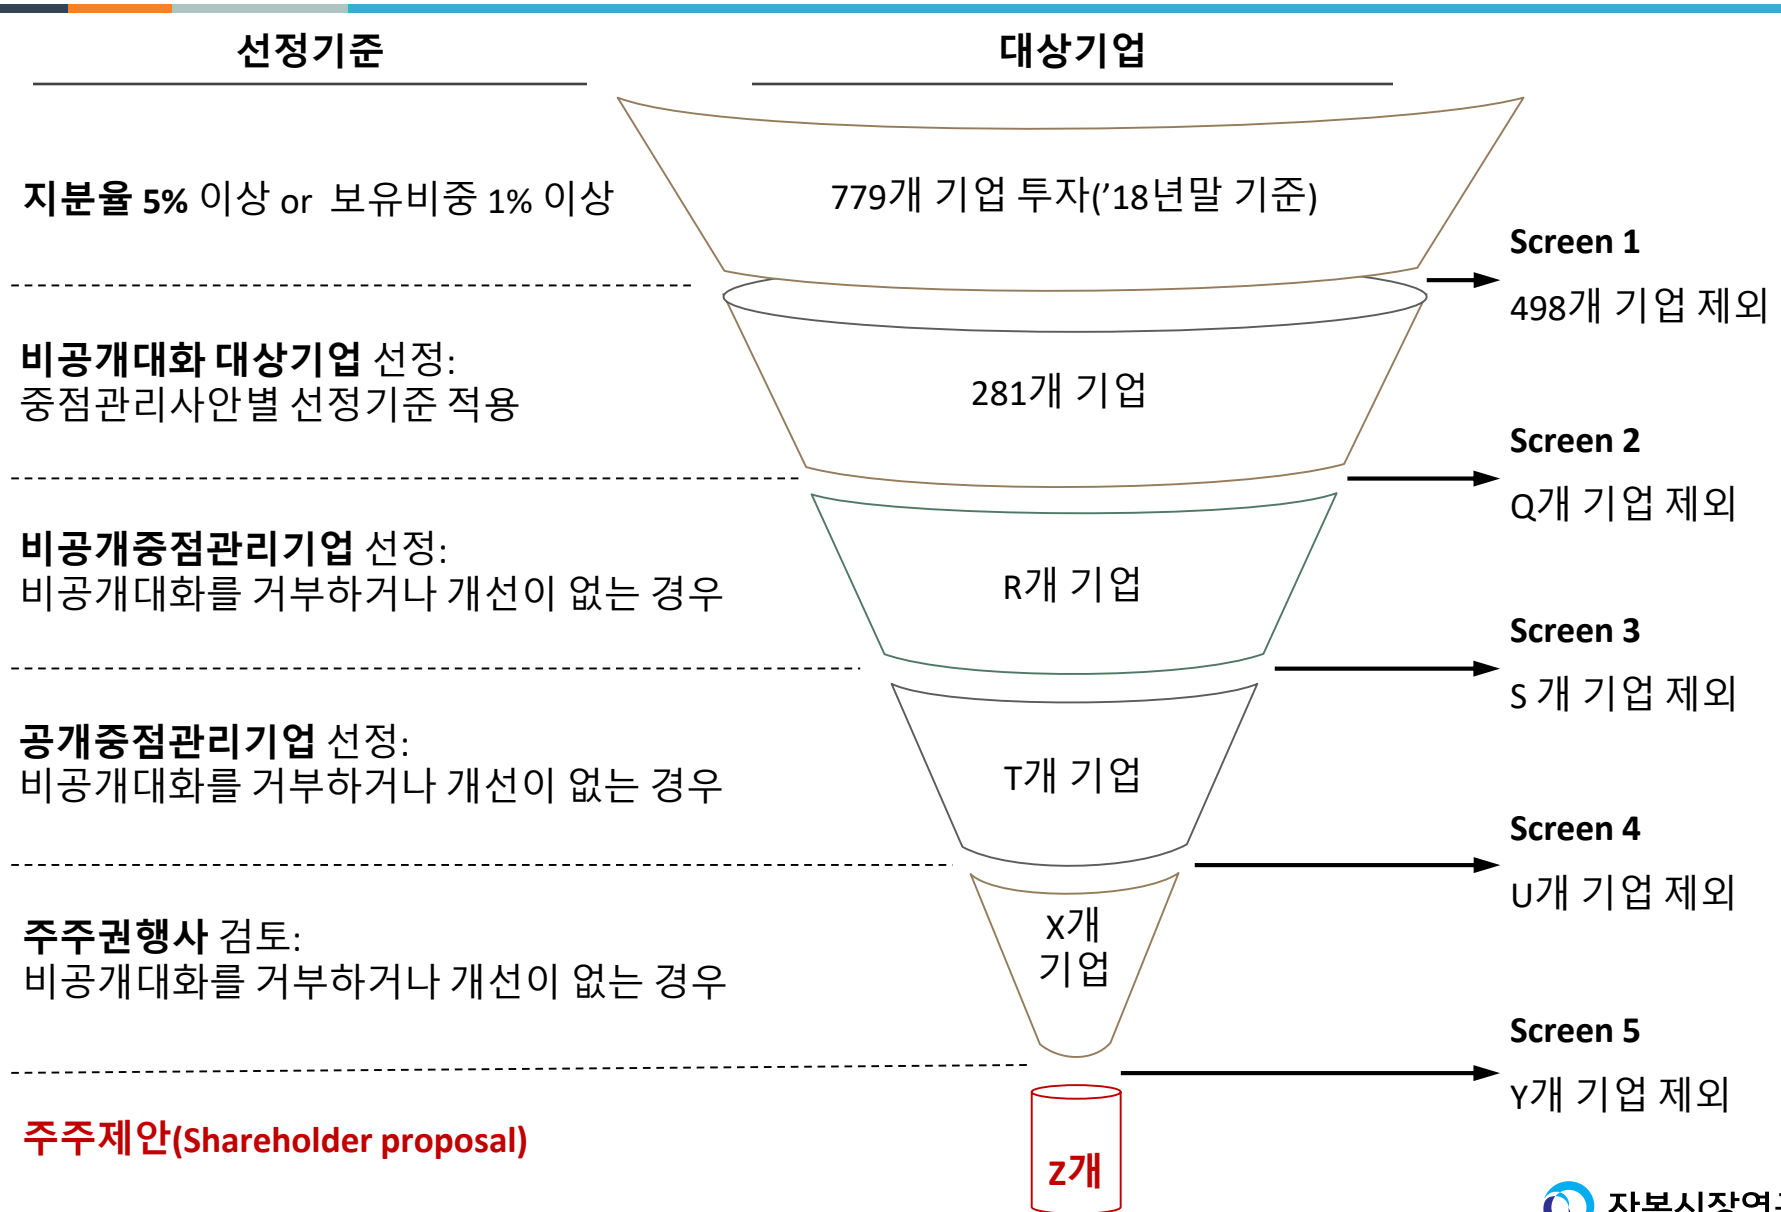 선정기준
대상기업
지분율 5% 이상 or 보유비중 1% 이상
779개 기업 투자(’18년말 기준)
Screen 1
498개 기업 제외
비공개대화 대상기업 선정:
중점관리사안별 선정기준 적용
281개 기업
Screen 2
Q개 기업 제외
비공개중점관리기업 선정:
비공개대화를 거부하거나 개선이 없는 경우
R개 기업
Screen 3
S 개 기업 제외
공개중점관리기업 선정:
비공개대화를 거부하거나 개선이 없는 경우
T개 기업
Screen 4
U개 기업 제외
주주권행사 검토:
비공개대화를 거부하거나 개선이 없는 경우
X개
기업
Screen 5
Y개 기업 제외
주주제안(Shareholder proposal)
Z개